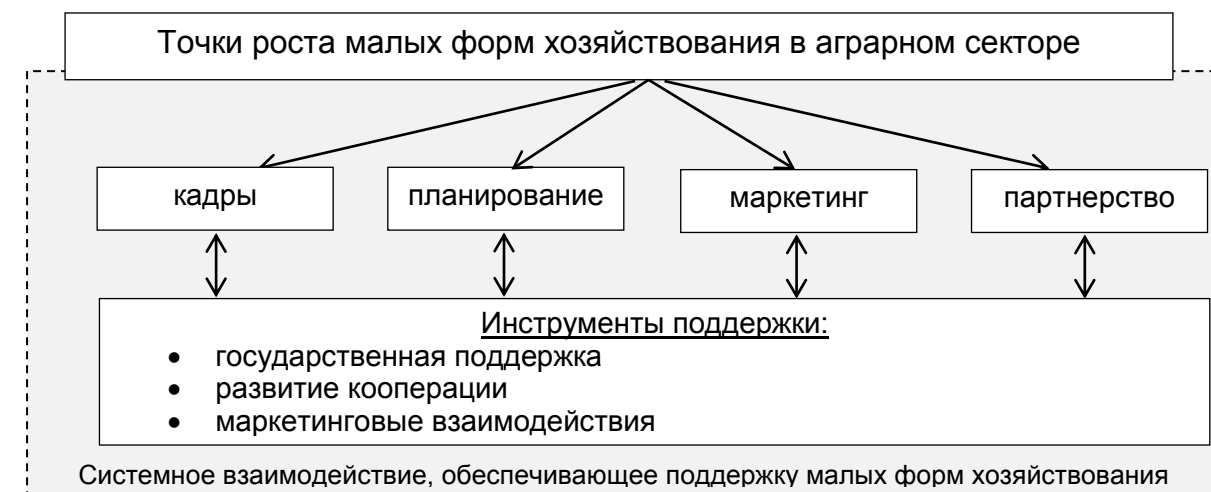 Точки роста малых форм хозяйствования в аграрном секторе
кадры
планирование
маркетинг
партнерство
Инструменты поддержки:
• государственная поддержка
• развитие кооперации
• маркетинговые взаимодействия
Системное взаимодействие, обеспечивающее поддержку малых форм хозяйствования